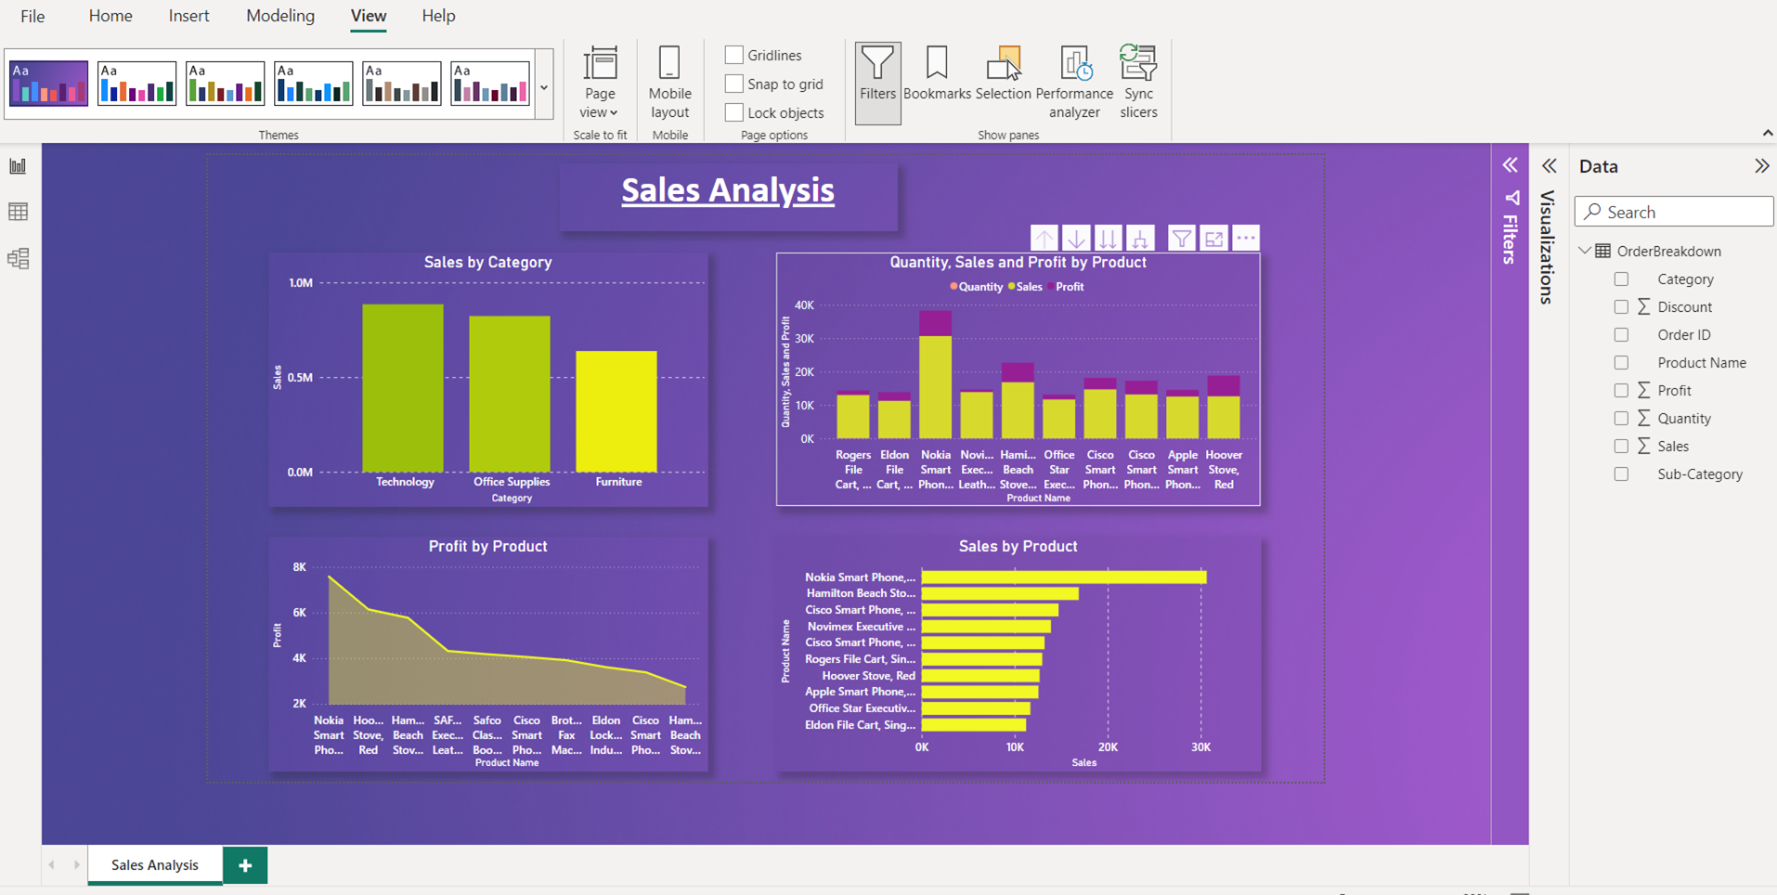 File Home Insert Modeling View Help
Aa Aa Aa Aa Aa Aa
Themes
Page view
Scale to fit
Mobile layout
Mobile
Gridlines
Snap to grid
Lock objects
Page options
Filters Bookmarks Selection Performance analyzer Sync slicers
Show panes
Sales Analysis
Sales by Category
1.0M
0.5M
0.0M
Sales
Technology Office Supplies Furniture
Category
Quantity, Sales and Profit by Product
Quantity Sales Profit
40K
30K
20K
10K
0K
Quantity, Sales and Profit
Rogers Eldon Nokia Novi... Hami... Office Cisco Cisco Apple Hoover
File File Smart Exec... Beach Star Smart Smart Smart Stove,
Cart, ... Cart, ... Phon... Leath... Stove... Exec... Phon... Phon... Phon... Red
Product Name
Profit by Product
8K
6K
4K
2K
Profit
Nokia Hoo... Ham... SAF... Safco Cisco Brot... Eldon Cisco Ham...
Smart Stove, Beach Exec... Clas... Smart Fax Lock... Smart Beach
Pho... Red Stov... Leat... Boo... Pho... Mac... Indu... Pho... Stov...
Product Name
Sales by Product
Product Name
Nokia Smart Phone,...
Hamilton Beach Sto...
Cisco Smart Phone, ...
Novimex Executive ...
Cisco Smart Phone, ...
Rogers File Cart, Sin...
Hoover Stove, Red
Apple Smart Phone,...
Office Star Executiv...
Eldon File Cart, Sing...
0K 10K 20K 30K
Sales
Filters
Visualizations
Data
Search
OrderBreakdown
Category
Discount
Order ID
Product Name
Profit
Quantity
Sales
Sub-Category
Sales Analysis